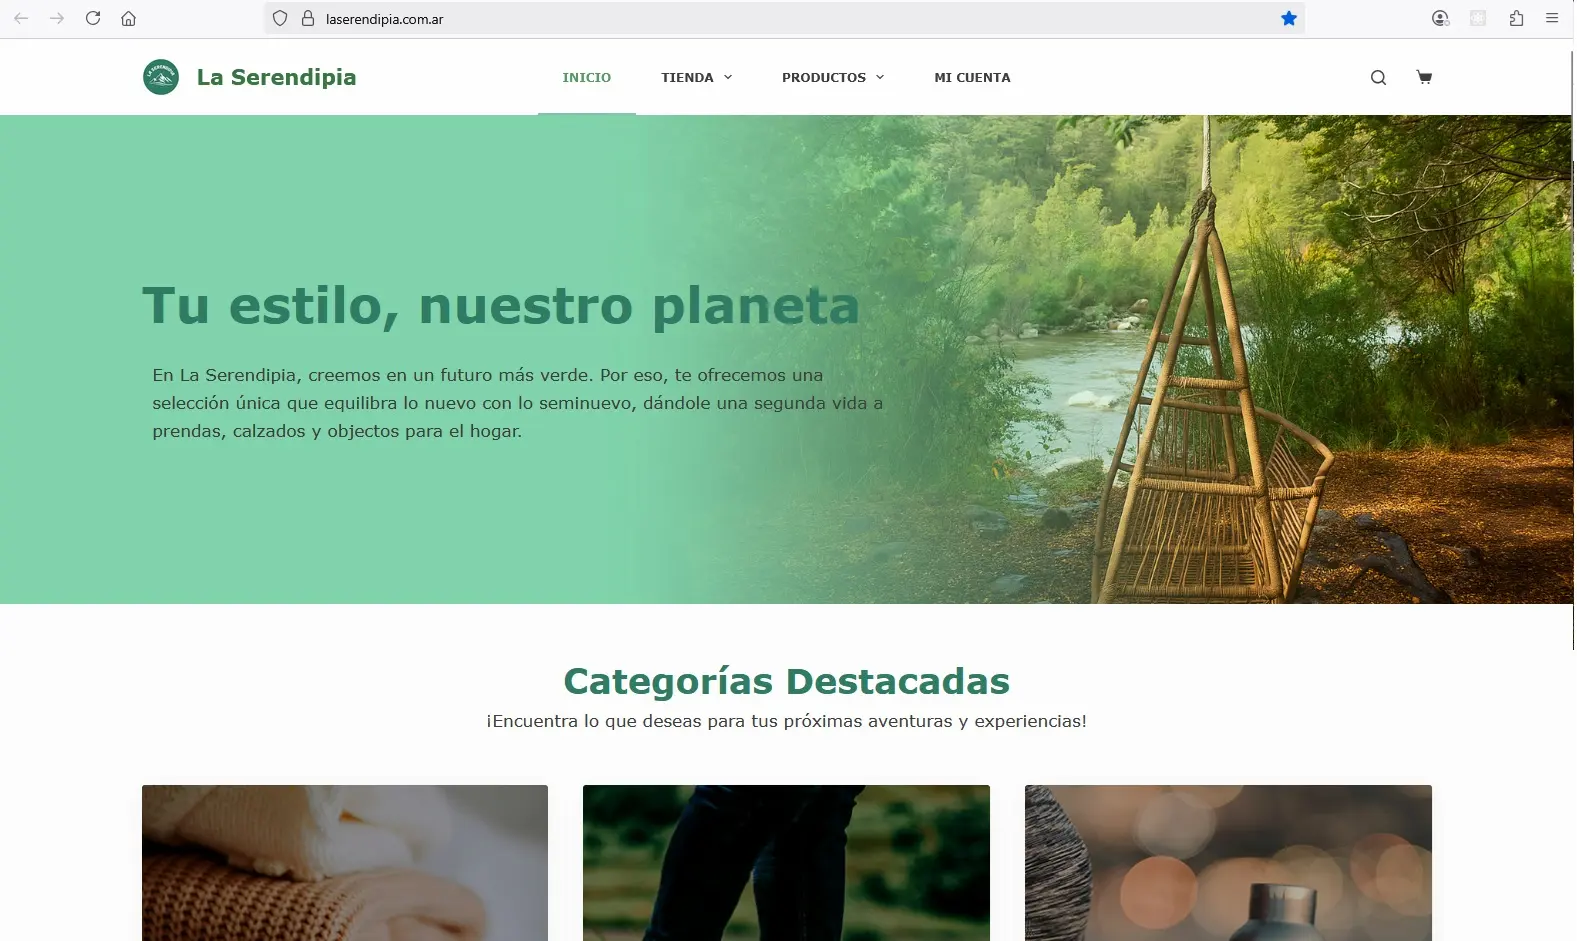 laserendipia.com.ar
La Serendipia
INICIO
TIENDA
PRODUCTOS
MI CUENTA
Tu estilo, nuestro planeta
En La Serendipia, creemos en un futuro más verde. Por eso, te ofrecemos una
selección única que equilibra lo nuevo con lo seminuevo, dándole una segunda vida a
prendas, calzados y objectos para el hogar.
Categorías Destacadas
¡Encuentra lo que deseas para tus próximas aventuras y experiencias!